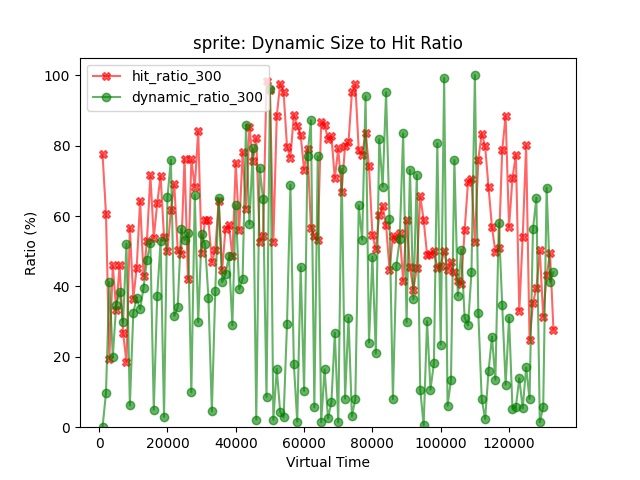 sprite: Dynamic Size to Hit Ratio
hit_ratio_300
dynamic_ratio_300
Ratio (%)
100
80
60
40
20
0
0 20000 40000 60000 80000 100000 120000
Virtual Time